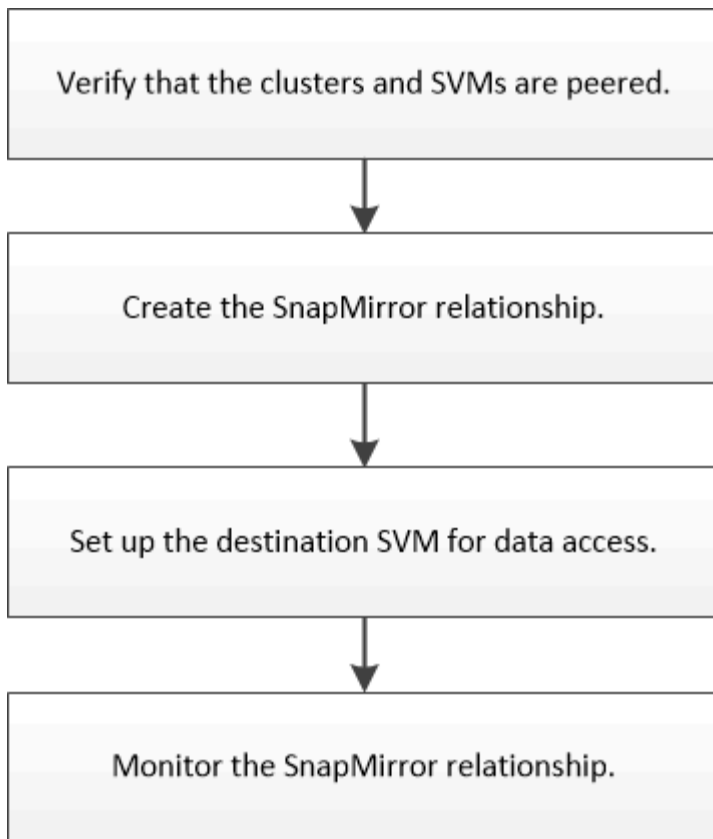 Verify that the clusters and SVMs are peered.
Create the SnapMirror relationship.
Set up the destination SVM for data access.
Monitor the SnapMirror relationship.